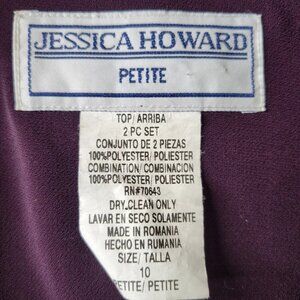 JESSICA HOWARD
PETITE
TOP/ ARRIBA
2 PC SET
CONJUNTO DE 2 PIEZAS
100%POLYESTER/ POLIESTER
COMBINATION/ COMBINACION
100%POLYESTER/ POLIESTER
RN#70643
DRY CLEAN ONLY
LAVAR EN SECO SOLAMENTE
MADE IN ROMANIA
HECHO EN RUMANIA
SIZE/ TALLA
10
PETITE/ PETITE